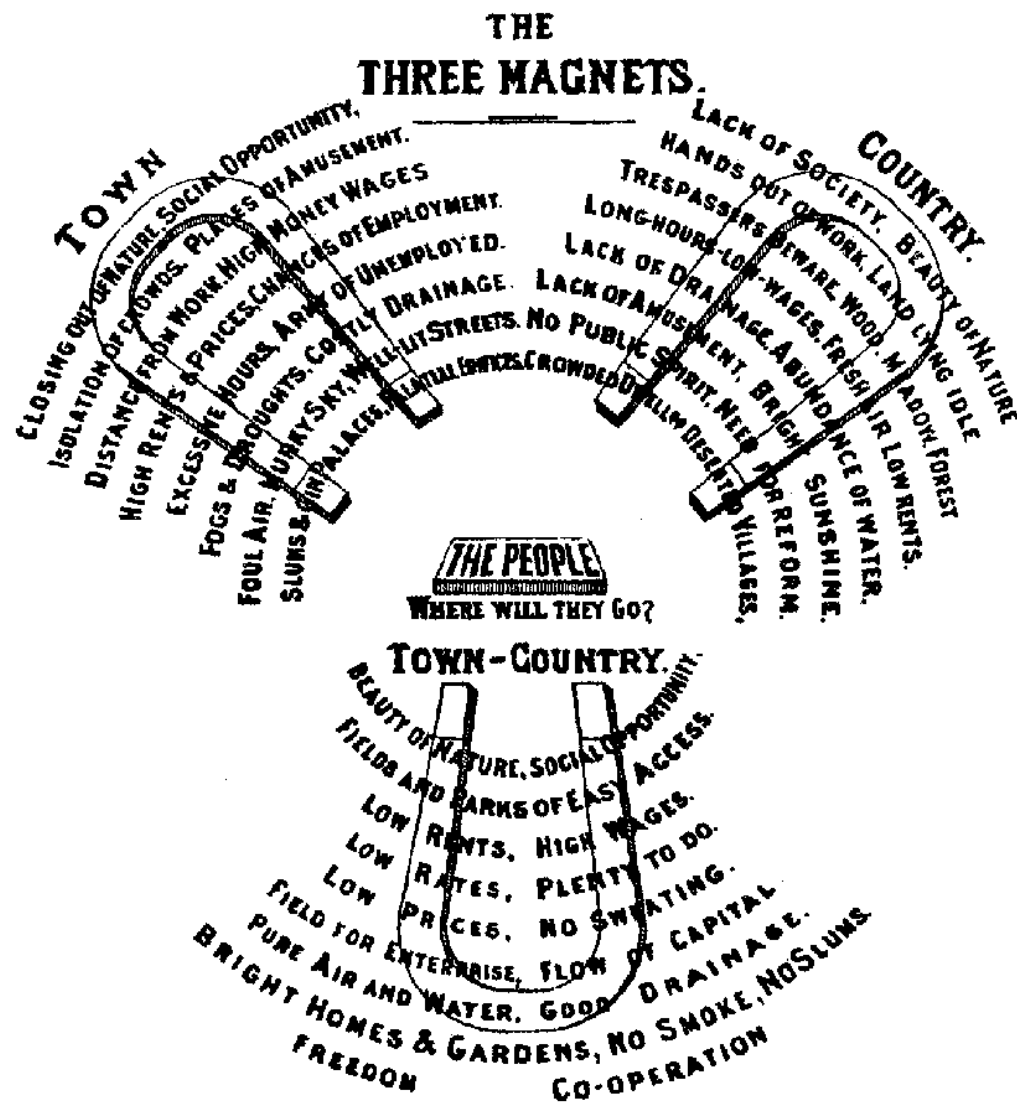 THE
THREE MAGNETS.
TOWN
CLOSING OUT OF NATURE. SOCIAL OPPORTUNITY.
ISOLATION OF CROWDS. PLACES OF AMUSEMENT.
DISTANCE FROM WORK. HIGH MONEY WAGES
HIGH RENTS & PRICES. CHANCES OF EMPLOYMENT.
EXCESSIVE HOURS, ARMY OF UNEMPLOYED.
FOGS & DROUGHTS. COSTLY DRAINAGE.
FOUL AIR. MURKY SKY. WELL-LIT STREETS.
SLUMS & GIN PALACES.
COUNTRY.
LACK OF SOCIETY. BEAUTY OF NATURE
HANDS OUT OF WORK. LAND LYING IDLE
TRESPASSERS BEWARE. WOOD. MEADOW. FOREST
LONG-HOURS-LOW-WAGES. FRESH AIR LOW RENTS.
LACK OF DRAINAGE. ABUNDANCE OF WATER.
LACK OF AMUSEMENT. BRIGHT SUNSHINE.
NO PUBLIC SPIRIT. NEED FOR REFORM.
CROWDED DESERTED VILLAGES,
THE PEOPLE
WHERE WILL THEY GO?
TOWN-COUNTRY.
BEAUTY OF NATURE, SOCIAL OPPORTUNITY.
FIELDS AND PARKS OF EASY ACCESS.
LOW RENTS, HIGH WAGES.
LOW RATES, PLENTY TO DO.
LOW PRICES, NO SWEATING.
FIELD FOR ENTERPRISE, FLOW OF CAPITAL
PURE AIR AND WATER, GOOD DRAINAGE.
BRIGHT HOMES & GARDENS, NO SMOKE, NO SLUMS.
FREEDOM
CO-OPERATION